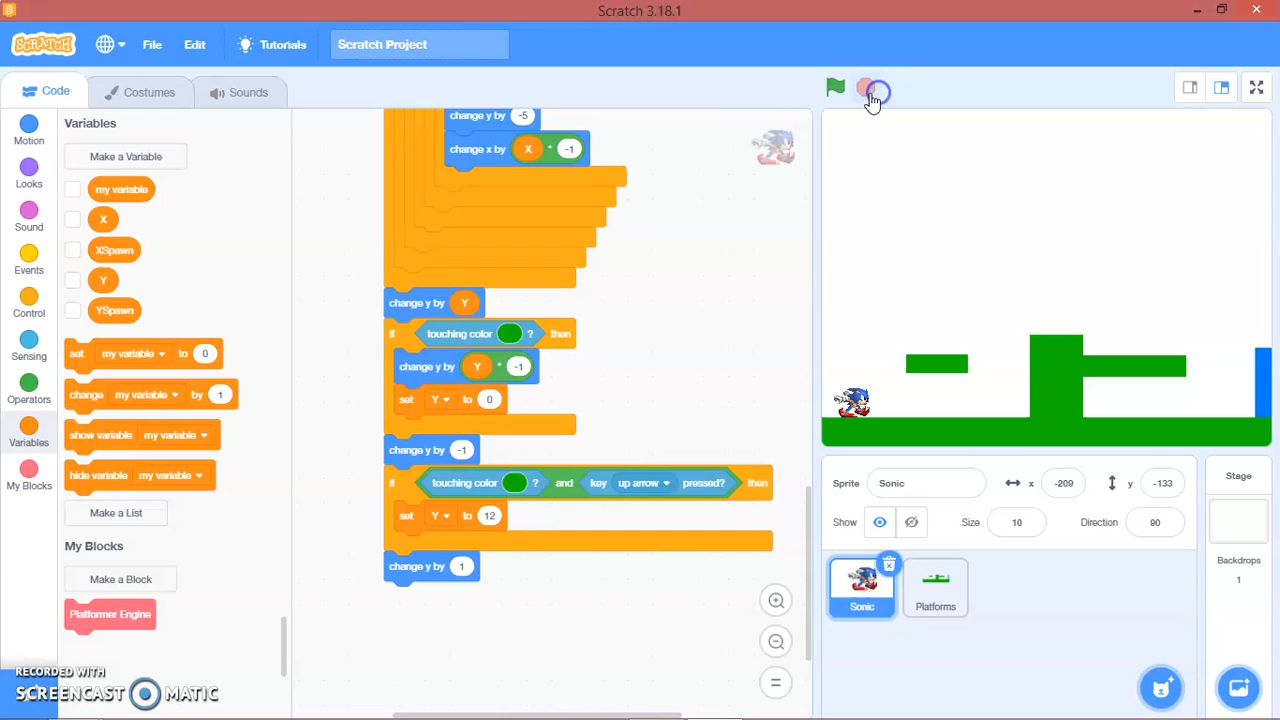 Scratch 3.18.1
SCRATCH
File
Edit
Tutorials
Scratch Project
Code
Costumes
Sounds
Motion
Looks
Sound
Events
Control
Sensing
Operators
Variables
My Blocks
Variables
Make a Variable
my variable
X
XSpawn
Y
YSpawn
set my variable to 0
change my variable by 1
show variable my variable
hide variable my variable
Make a List
My Blocks
Make a Block
Platformer Engine
change y by -5
change x by X * -1
change y by Y
if touching color ? then
change y by Y * -1
set Y to 0
change y by -1
if touching color ? and key up arrow pressed? then
set Y to 12
change y by 1
Sprite Sonic x -209 y -133
Show Size 10 Direction 90
Sonic
Platforms
Stage
Backdrops
1
RECORDED WITH
SCREENCAST MATIC